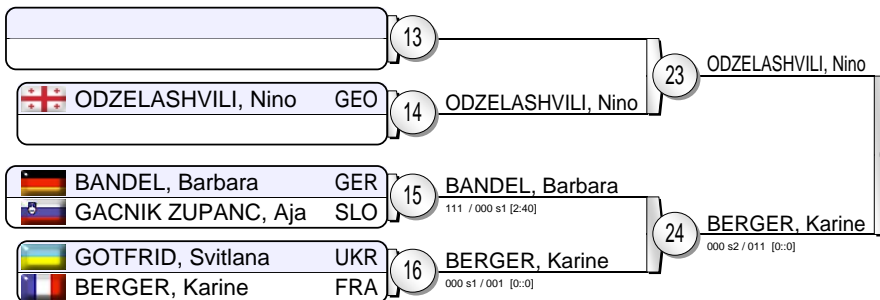 13
ODZELASHVILI, Nino GEO
14
ODZELASHVILI, Nino
23
ODZELASHVILI, Nino
BANDEL, Barbara GER
GACNIK ZUPANC, Aja SLO
15
BANDEL, Barbara
111 / 000 s1 [2:40]
GOTFRID, Svitlana UKR
BERGER, Karine FRA
16
BERGER, Karine
000 s1 / 001 [0::0]
24
BERGER, Karine
000 s2 / 011 [0::0]